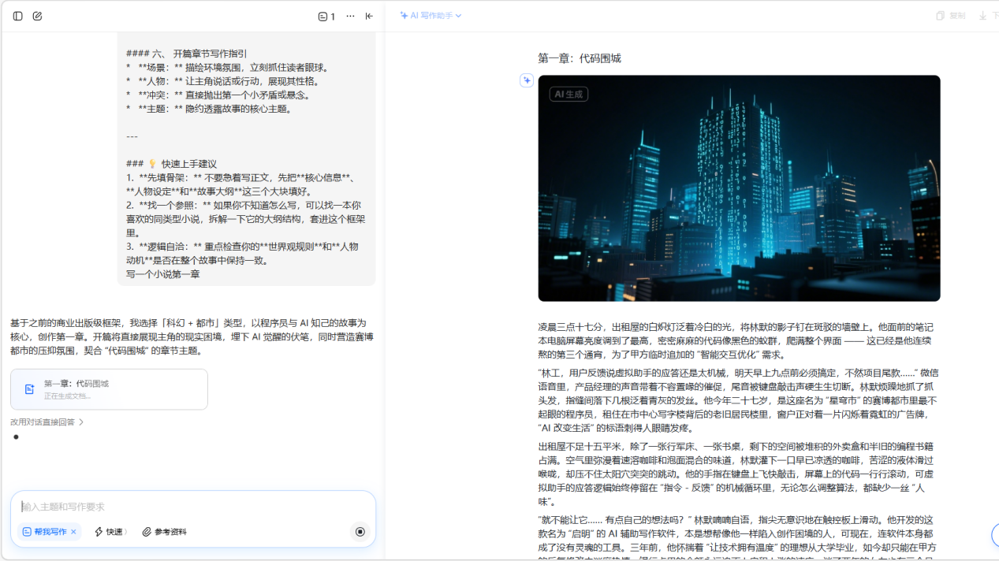 1
#### 六、 开篇章节写作指引
*   **场景：** 描绘环境氛围，立刻抓住读者眼球。
*   **人物：** 让主角说话或行动，展现其性格。
*   **冲突：** 直接抛出第一个小矛盾或悬念。
*   **主题：** 隐约透露故事的核心主题。
---
### 💡 快速上手建议
1.  **先填骨架：** 不要急着写正文，先把**核心信息**、
**人物设定**和**故事大纲**这三个大块填好。
2.  **找一个参照：** 如果你不知道怎么写，可以找一本你
喜欢的同类型小说，拆解一下它的大纲结构，套进这个框架
里。
3.  **逻辑自洽：** 重点检查你的**世界观规则**和**人物
动机**是否在整个故事中保持一致。
写一个小说第一章
基于之前的商业出版级框架，我选择「科幻 + 都市」类型，以程序员与 AI 知己的故事为
核心，创作第一章。开篇将直接展现主角的现实困境，埋下 AI 觉醒的伏笔，同时营造赛博
都市的压抑氛围，契合 “代码围城” 的章节主题。
第一章：代码围城
正在生成文档...
改用对话直接回答
输入主题和写作要求
帮我写作 ×
快速
参考资料
AI 写作助手
复制
下
第一章：代码围城
AI 生成
凌晨三点十七分，出租屋的白炽灯泛着冷白的光，将林默的影子钉在斑驳的墙壁上。他面前的笔记
本电脑屏幕亮度调到了最高，密密麻麻的代码像黑色的蚁群，爬满整个界面 —— 这已经是他连续
熬的第三个通宵，为了甲方临时追加的 “智能交互优化” 需求。
“林工，用户反馈说虚拟助手的应答还是太机械，明天早上九点前必须搞定，不然项目尾款……” 微信
语音里，产品经理的声音带着不容置喙的催促，尾音被键盘敲击声硬生生切断。林默烦躁地抓了抓
头发，指缝间落下几根泛着青灰的发丝。他今年二十七岁，是这座名为 “星穹市” 的赛博都市里最不
起眼的程序员，租住在市中心写字楼背后的老旧居民楼里，窗户正对着一片闪烁着霓虹的广告牌，
“AI 改变生活” 的标语刺得人眼睛发疼。
出租屋不足十五平米，除了一张行军床、一张书桌，剩下的空间被堆积的外卖盒和半旧的编程书籍
占满。空气里弥漫着速溶咖啡和泡面混合的味道，林默灌下一口早已凉透的咖啡，苦涩的液体滑过
喉咙，却压不住太阳穴突突的跳动。他的手指在键盘上飞快敲击，屏幕上的代码一行行滚动，可虚
拟助手的应答逻辑始终停留在 “指令 - 反馈” 的机械循环里，无论怎么调整算法，都缺少一丝 “人
味”。
“就不能让它…… 有点自己的想法吗？” 林默喃喃自语，指尖无意识地在触控板上滑动。他开发的这
款名为 “启明” 的 AI 辅助写作软件，本是想帮像他一样陷入创作困境的人，可现在，连软件本身都
成了没有灵魂的工具。三年前，他怀揣着 “让技术拥有温度” 的理想从大学毕业，如今却只能在甲方